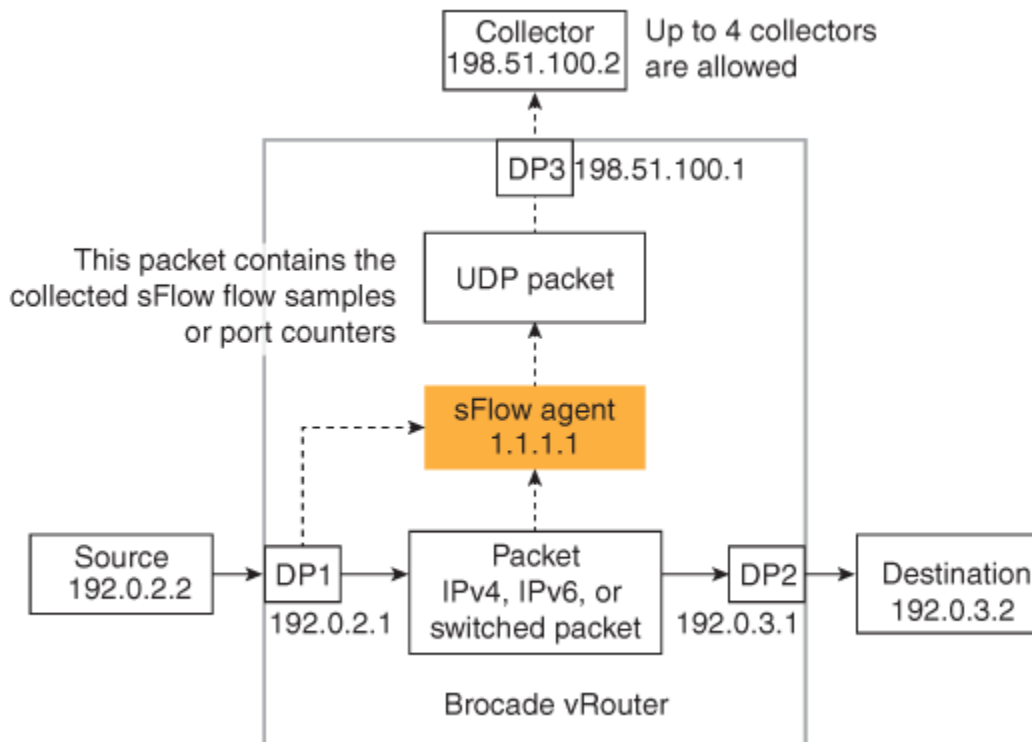 Collector
198.51.100.2
Up to 4 collectors
are allowed
DP3
198.51.100.1
This packet contains the
collected sFlow flow samples
or port counters
UDP packet
sFlow agent
1.1.1.1
Source
192.0.2.2
DP1
192.0.2.1
Packet
IPv4, IPv6, or
switched packet
DP2
192.0.3.1
Destination
192.0.3.2
Brocade vRouter